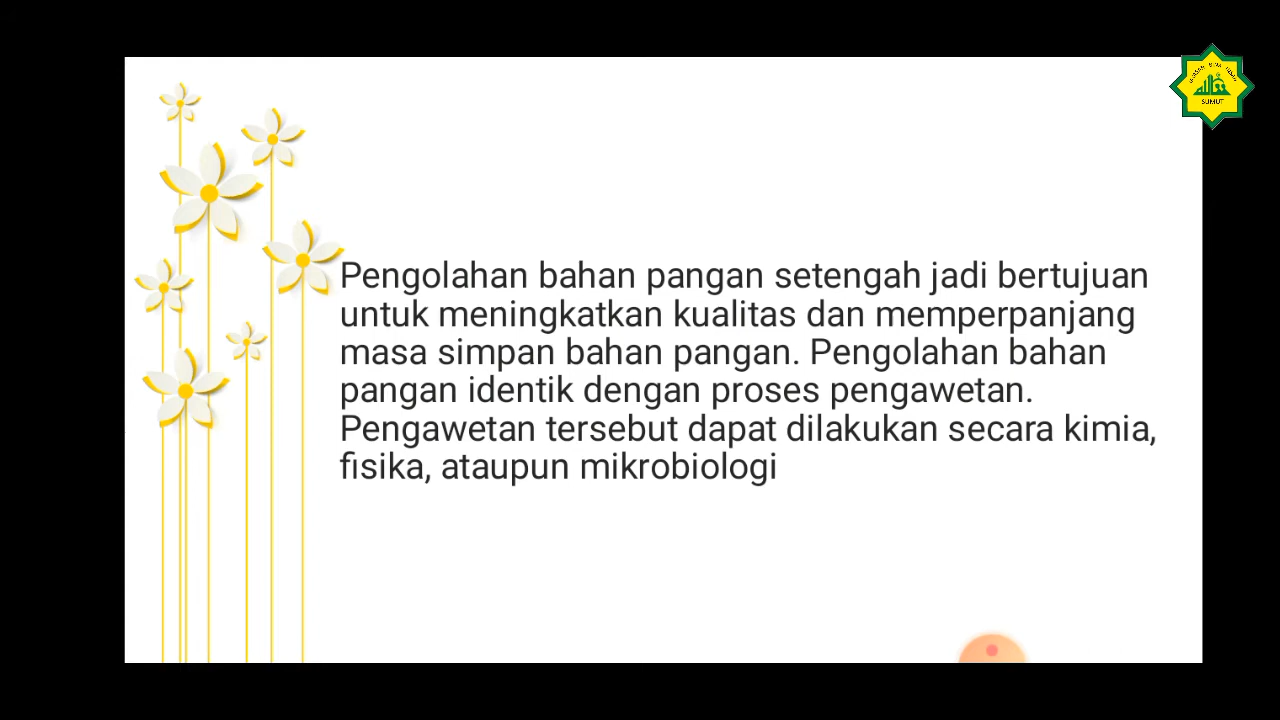 SUMUT
Pengolahan bahan pangan setengah jadi bertujuan
untuk meningkatkan kualitas dan memperpanjang
masa simpan bahan pangan. Pengolahan bahan
pangan identik dengan proses pengawetan.
Pengawetan tersebut dapat dilakukan secara kimia,
fisika, ataupun mikrobiologi